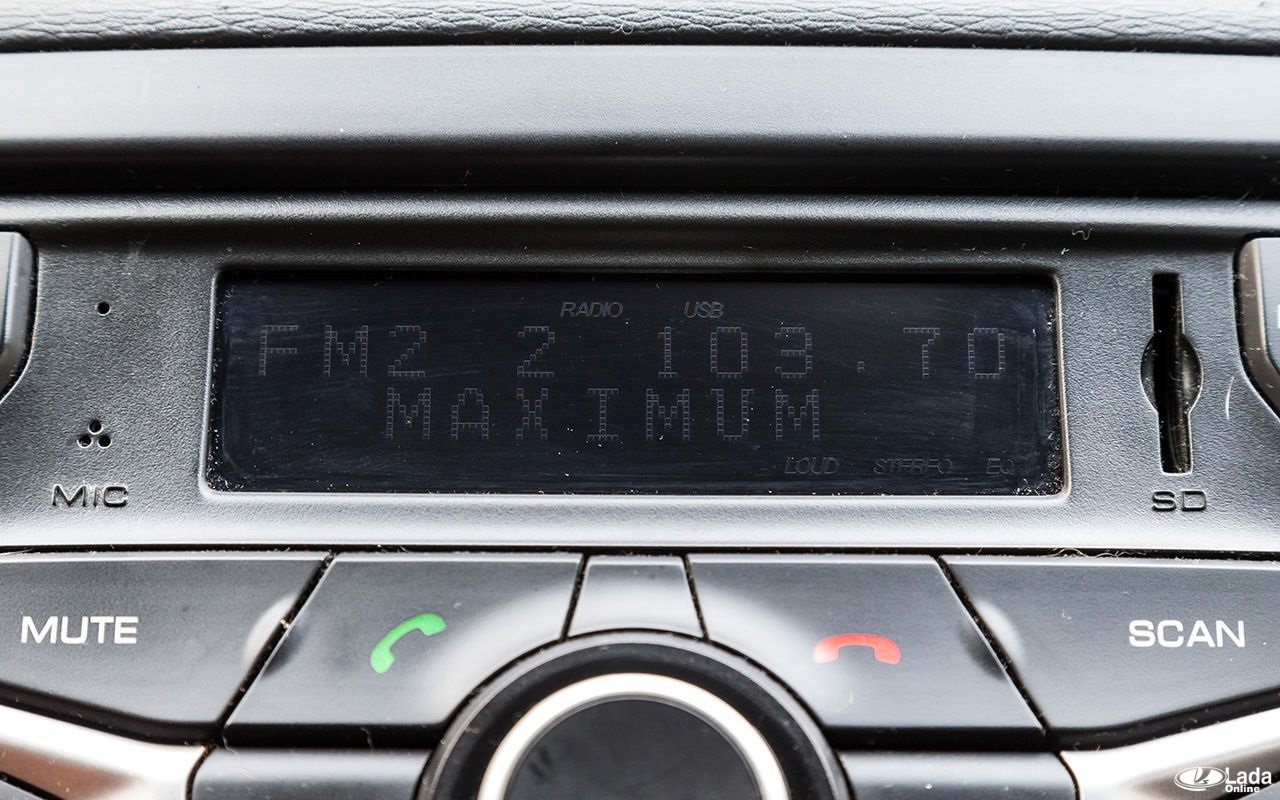 RADIO USB
FM2 2 103.70
MAXIMUM
LOUD STEREO EQ
MIC
SD
MUTE
SCAN
Lada
Online